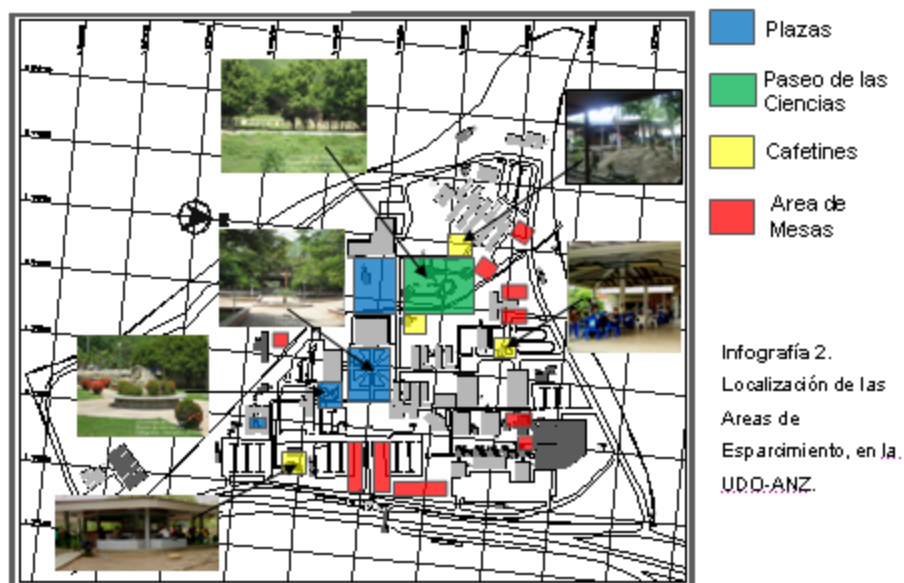 Plazas
Paseo de las
Ciencias
Cafetines
Area de
Mesas
Infografía 2.
Localización de las
Areas de
Esparcimiento, en la
UDO-ANZ.